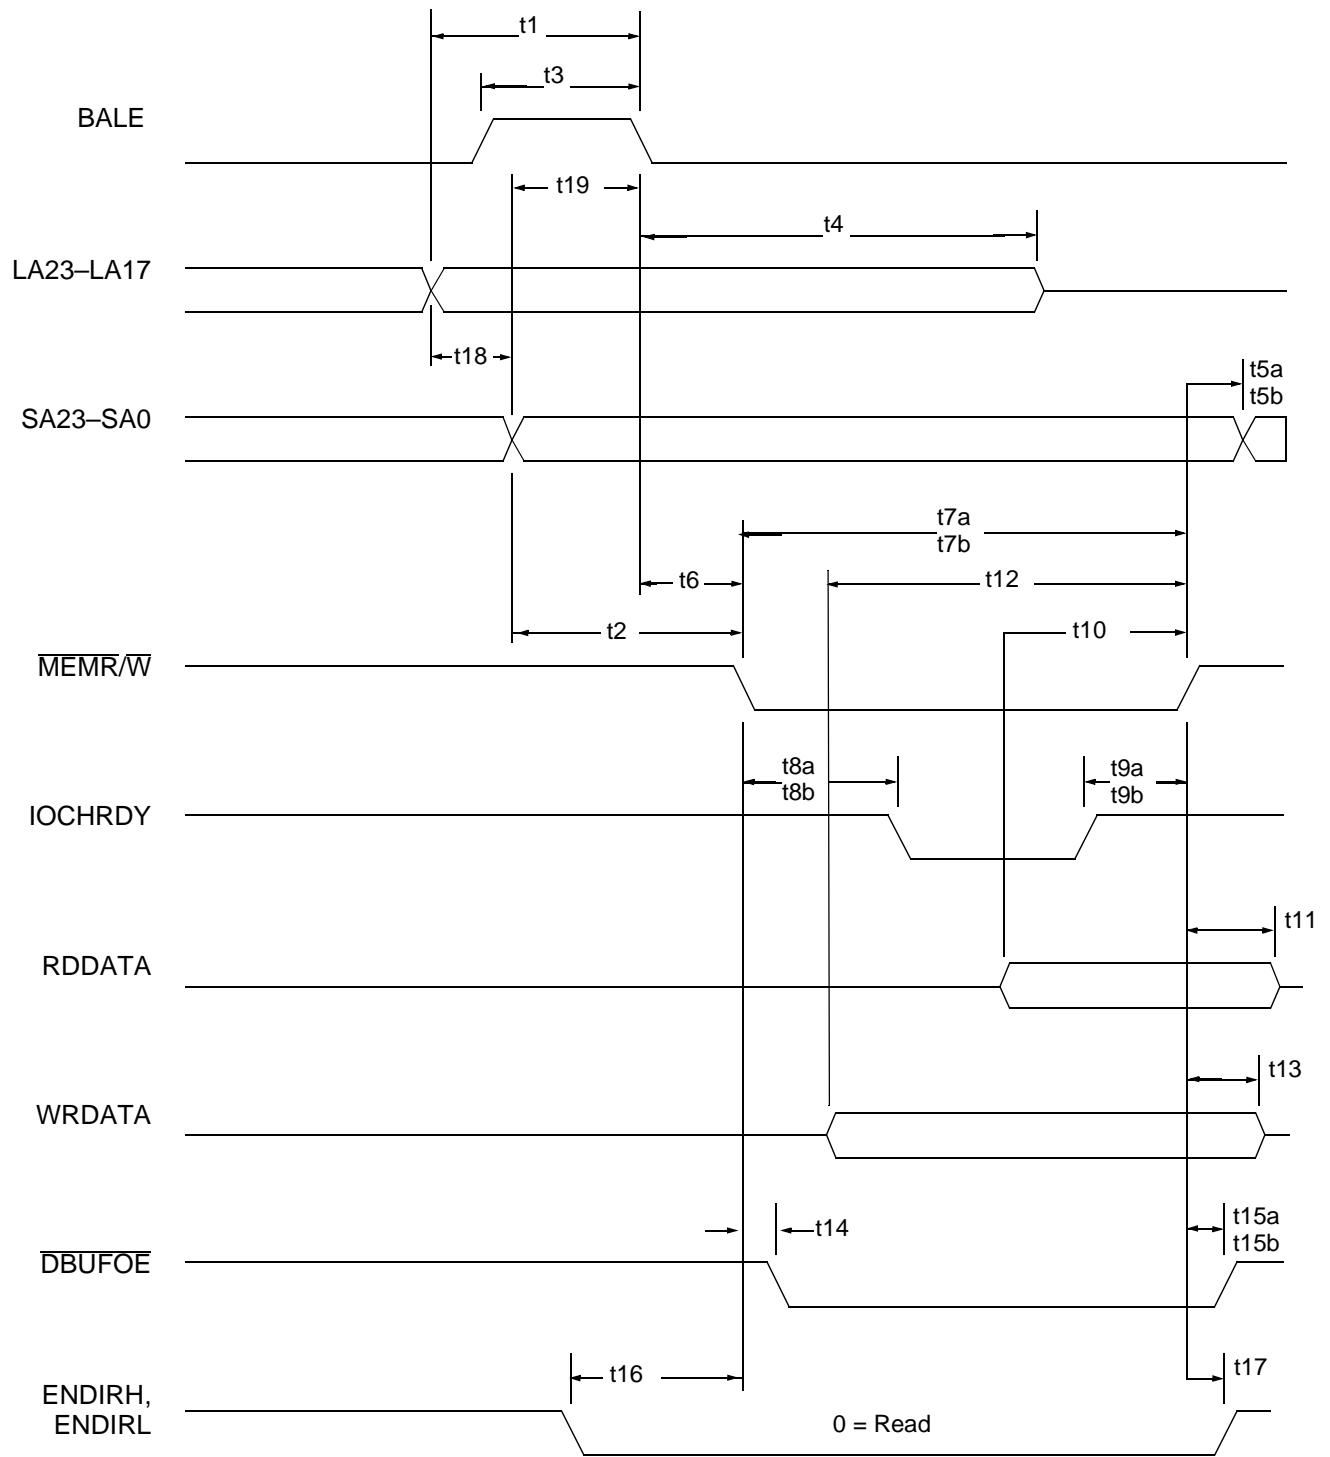 t1
t3
BALE
t19
t4
LA23–LA17
t18
t5a
t5b
SA23–SA0
t7a
t7b
t6
t12
t2
t10
MEMR/W
t8a
t8b
t9a
t9b
IOCHRDY
t11
RDDATA
t13
WRDATA
t14
t15a
t15b
DBUFOE
t16
t17
ENDIRH,
ENDIRL
0 = Read